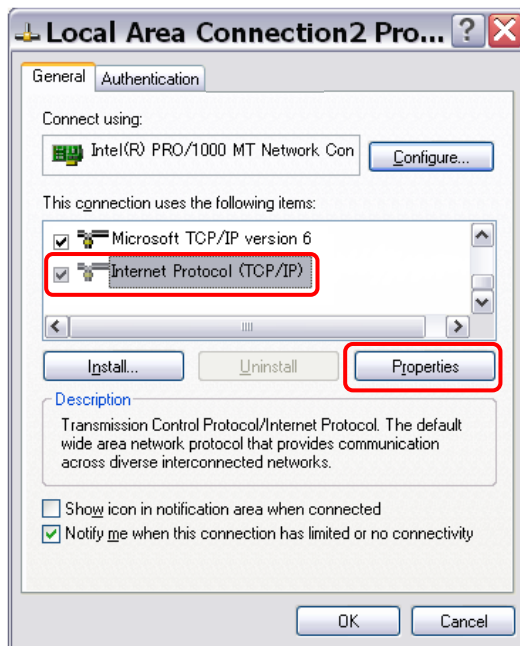 Local Area Connection2 Pro...
General Authentication
Connect using:
Intel(R) PRO/1000 MT Network Con
Configure...
This connection uses the following items:
Microsoft TCP/IP version 6
Internet Protocol (TCP/IP)
Install... Uninstall Properties
Description
Transmission Control Protocol/Internet Protocol. The default
wide area network protocol that provides communication
across diverse interconnected networks.
Show icon in notification area when connected
Notify me when this connection has limited or no connectivity
OK Cancel